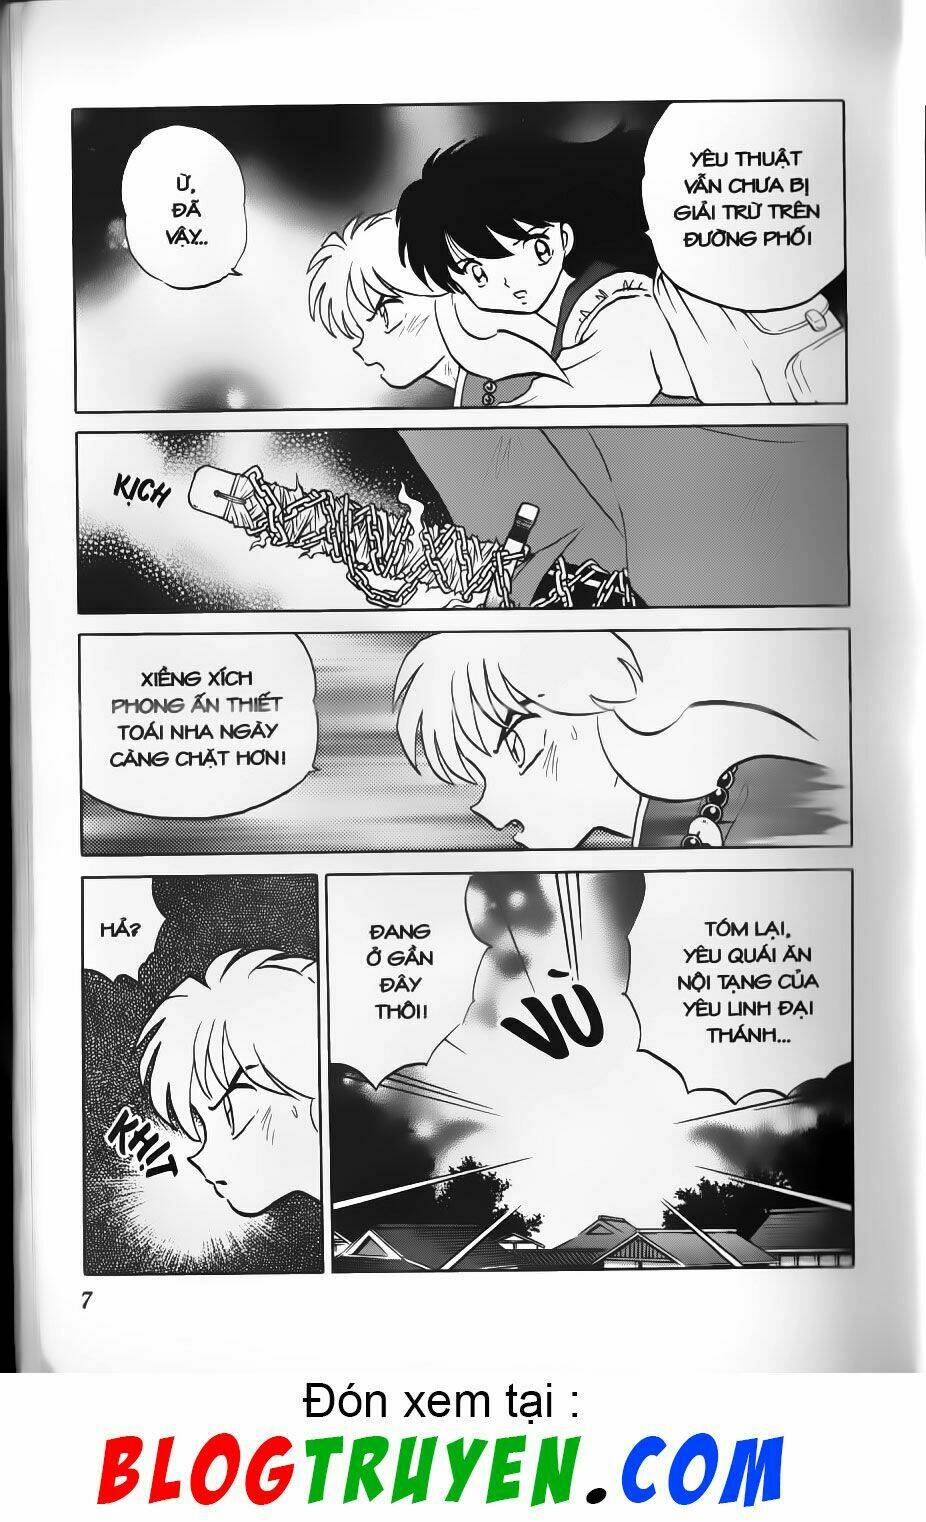 YÊU THUẬT
VẪN CHƯA BỊ
GIẢI TRỪ TRÊN
ĐƯỜNG PHỐ!
Ừ,
ĐÃ
VẬY...
KỊCH
XIỀNG XÍCH
PHONG ẤN THIẾT
TOÁI NHA NGÀY
CÀNG CHẶT HƠN!
TÓM LẠI,
YÊU QUÁI ĂN
NỘI TẠNG CỦA
YÊU LINH ĐẠI
THÁNH...
ĐANG
Ở GẦN
ĐÂY
THÔI!
VÙ
HẢ?
KHỊT
7
Đón xem tại :
BLOGTRUYEN.COM